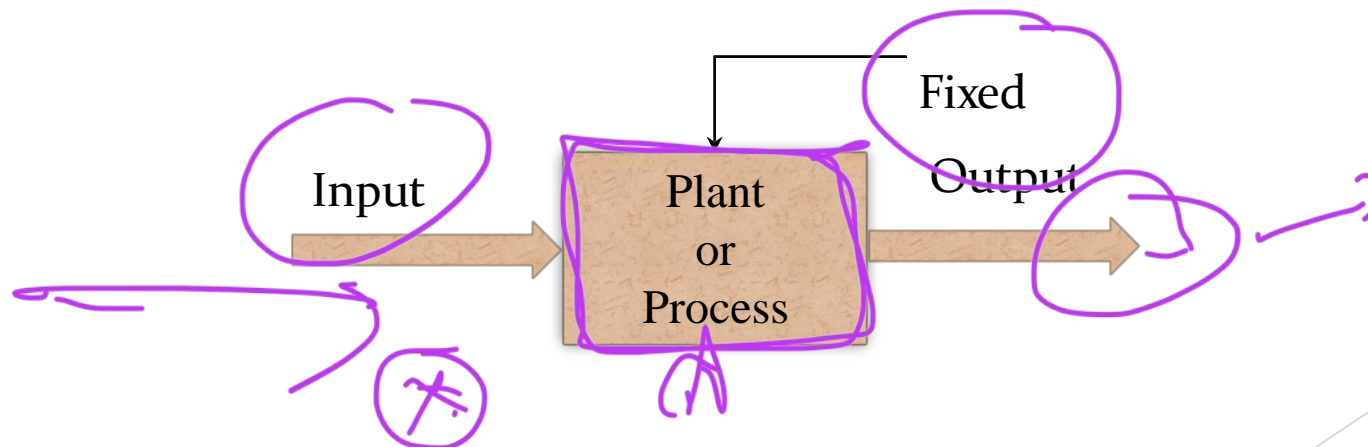 Fixed
Input
Plant
or
Process
Output